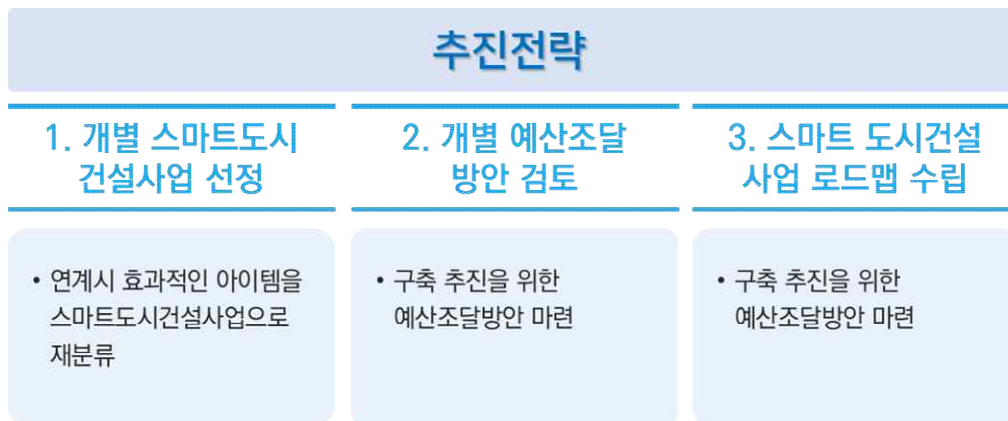 추진전략
1. 개별 스마트도시
건설사업 선정
2. 개별 예산조달
방안 검토
3. 스마트 도시건설
사업 로드맵 수립
• 연계시 효과적인 아이템을
스마트도시건설사업으로
재분류
• 구축 추진을 위한
예산조달방안 마련
• 구축 추진을 위한
예산조달방안 마련